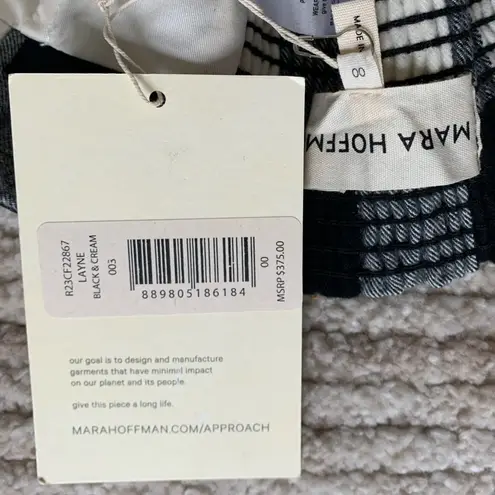 WEAR
MADE IN
00
MARA HOFFM
R23CF22867
LAYNE
BLACK & CREAM
003
889805186184
00
MSRP $375.00
our goal is to design and manufacture
garments that have minimal impact
on our planet and its people.
give this piece a long life.
MARAHOFFMAN.COM/APPROACH